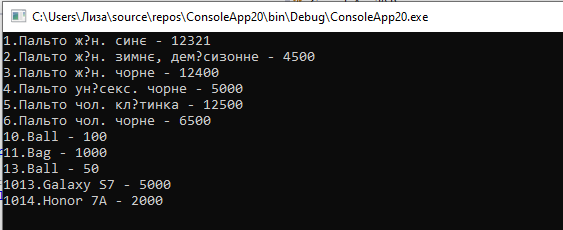 C:\Users\Лиза\source\repos\ConsoleApp20\bin\Debug\ConsoleApp20.exe
1.Пальто ж?н. синє - 12321
2.Пальто ж?н. зимнє, дем?сизонне - 4500
3.Пальто ж?н. чорне - 12400
4.Пальто ун?секс. чорне - 5000
5.Пальто чол. кл?тинка - 12500
6.Пальто чол. чорне - 6500
10.Ball - 100
11.Bag - 1000
13.Ball - 50
1013.Galaxy S7 - 5000
1014.Honor 7A - 2000